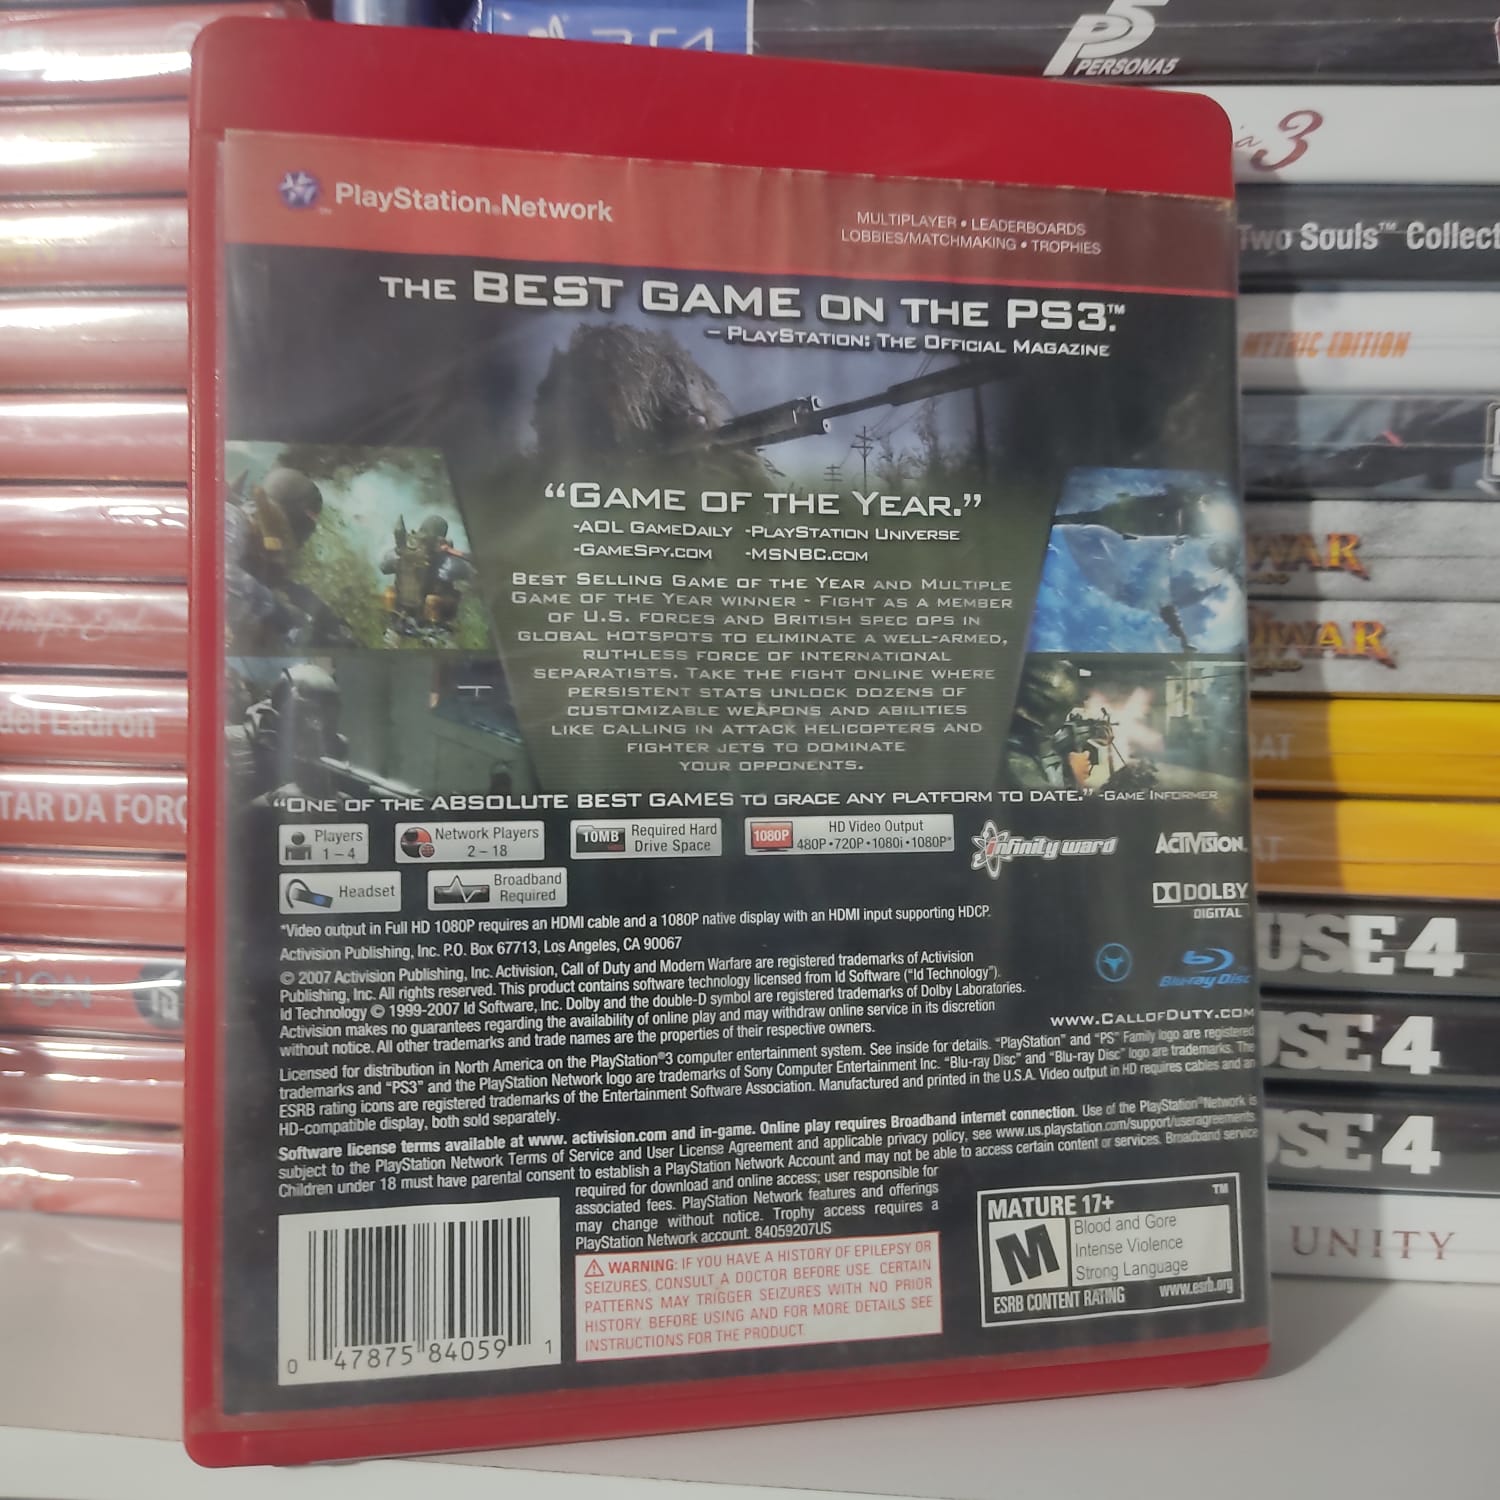 PERSONA5
3
Two Souls™ Collect
MYTHIC EDITION
WAR
WAR
USE 4
USE 4
USE 4
UNITY
del Ladrón
TAR DA FORÇ
PlayStation®Network
MULTIPLAYER • LEADERBOARDS
LOBBIES/MATCHMAKING • TROPHIES
THE BEST GAME ON THE PS3.™
– PLAYSTATION: THE OFFICIAL MAGAZINE
“GAME OF THE YEAR.”
-AOL GAMEDAILY -PLAYSTATION UNIVERSE
-GAMESPY.COM -MSNBC.COM
BEST SELLING GAME OF THE YEAR AND MULTIPLE
GAME OF THE YEAR WINNER - FIGHT AS A MEMBER
OF U.S. FORCES AND BRITISH SPEC OPS IN
GLOBAL HOTSPOTS TO ELIMINATE A WELL-ARMED,
RUTHLESS FORCE OF INTERNATIONAL
SEPARATISTS. TAKE THE FIGHT ONLINE WHERE
PERSISTENT STATS UNLOCK DOZENS OF
CUSTOMIZABLE WEAPONS AND ABILITIES
LIKE CALLING IN ATTACK HELICOPTERS AND
FIGHTER JETS TO DOMINATE
YOUR OPPONENTS.
“ONE OF THE ABSOLUTE BEST GAMES TO GRACE ANY PLATFORM TO DATE.” -GAME INFORMER
Players
1 – 4
Network Players
2 – 18
10MB
Required Hard
Drive Space
1080P
HD Video Output
480P • 720P • 1080i • 1080P*
infinity ward
ACTIVISION.
Headset
Broadband
Required
DOLBY
DIGITAL
Blu-ray Disc
*Video output in Full HD 1080P requires an HDMI cable and a 1080P native display with an HDMI input supporting HDCP.
Activision Publishing, Inc. P.O. Box 67713, Los Angeles, CA 90067
© 2007 Activision Publishing, Inc. Activision, Call of Duty and Modern Warfare are registered trademarks of Activision
Publishing, Inc. All rights reserved. This product contains software technology licensed from Id Software (“Id Technology”).
Id Technology © 1999-2007 Id Software, Inc. Dolby and the double-D symbol are registered trademarks of Dolby Laboratories.
Activision makes no guarantees regarding the availability of online play and may withdraw online service in its discretion
without notice. All other trademarks and trade names are the properties of their respective owners.
WWW.CALLOFDUTY.COM
Licensed for distribution in North America on the PlayStation®3 computer entertainment system. See inside for details. “PlayStation” and “PS” Family logo are registered
trademarks and “PS3” and the PlayStation Network logo are trademarks of Sony Computer Entertainment Inc. “Blu-ray Disc” and “Blu-ray Disc” logo are trademarks. The
ESRB rating icons are registered trademarks of the Entertainment Software Association. Manufactured and printed in the U.S.A. Video output in HD requires cables and an
HD-compatible display, both sold separately.
Software license terms available at www. activision.com and in-game. Online play requires Broadband internet connection. Use of the PlayStation®Network is
subject to the PlayStation Network Terms of Service and User License Agreement and applicable privacy policy, see www.us.playstation.com/support/useragreements.
Children under 18 must have parental consent to establish a PlayStation Network Account and may not be able to access certain content or services. Broadband service
required for download and online access; user responsible for
associated fees. PlayStation Network features and offerings
may change without notice. Trophy access requires a
PlayStation Network account. 84059207US
WARNING: IF YOU HAVE A HISTORY OF EPILEPSY OR
SEIZURES, CONSULT A DOCTOR BEFORE USE. CERTAIN
PATTERNS MAY TRIGGER SEIZURES WITH NO PRIOR
HISTORY. BEFORE USING AND FOR MORE DETAILS SEE
INSTRUCTIONS FOR THE PRODUCT.
0 47875 84059 1
MATURE 17+ ™
M
Blood and Gore
Intense Violence
Strong Language
ESRB CONTENT RATING www.esrb.org